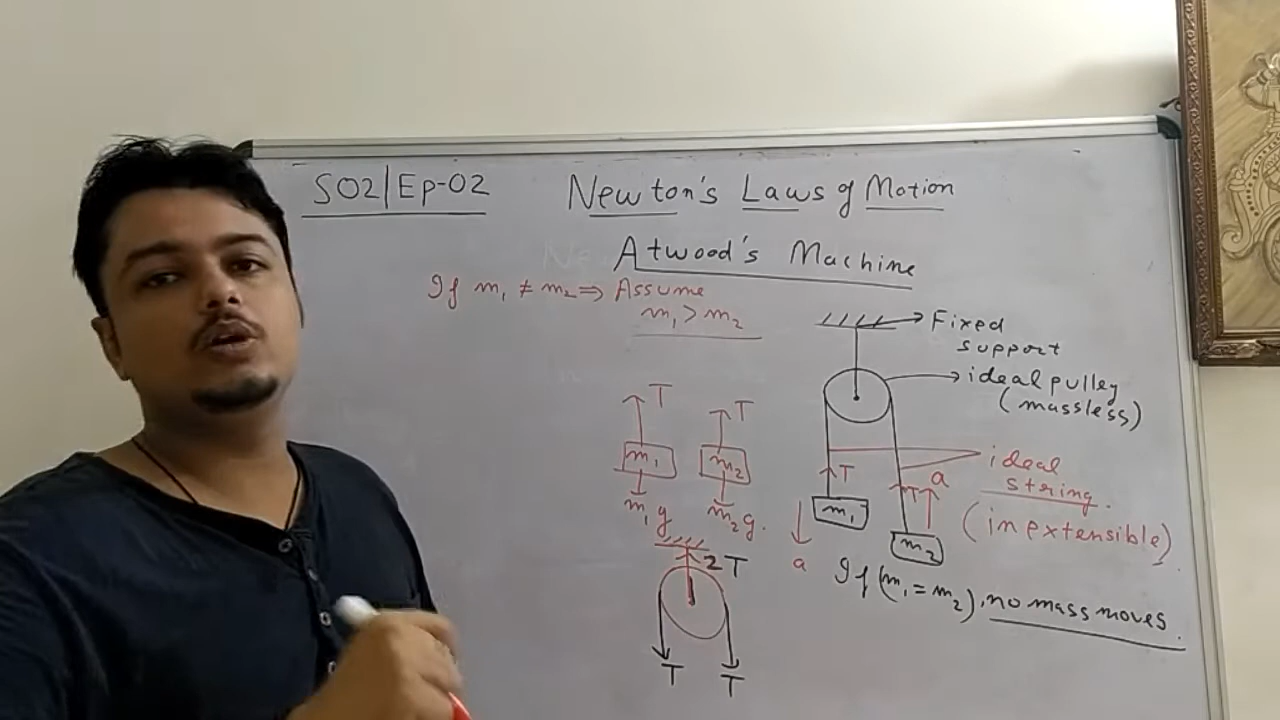 S02|Ep-02
Newton's Laws of Motion
Atwood's Machine
If m₁ ≠ m₂ ⇒ Assume
m₁ > m₂
Fixed
support
ideal pulley
(massless)
T
T
m₁
m₂
m₁g
m₂g.
ideal
string.
(inextensible)
T
T
a
m₁
m₂
a
2T
T
T
If (m₁ = m₂), no mass moves.